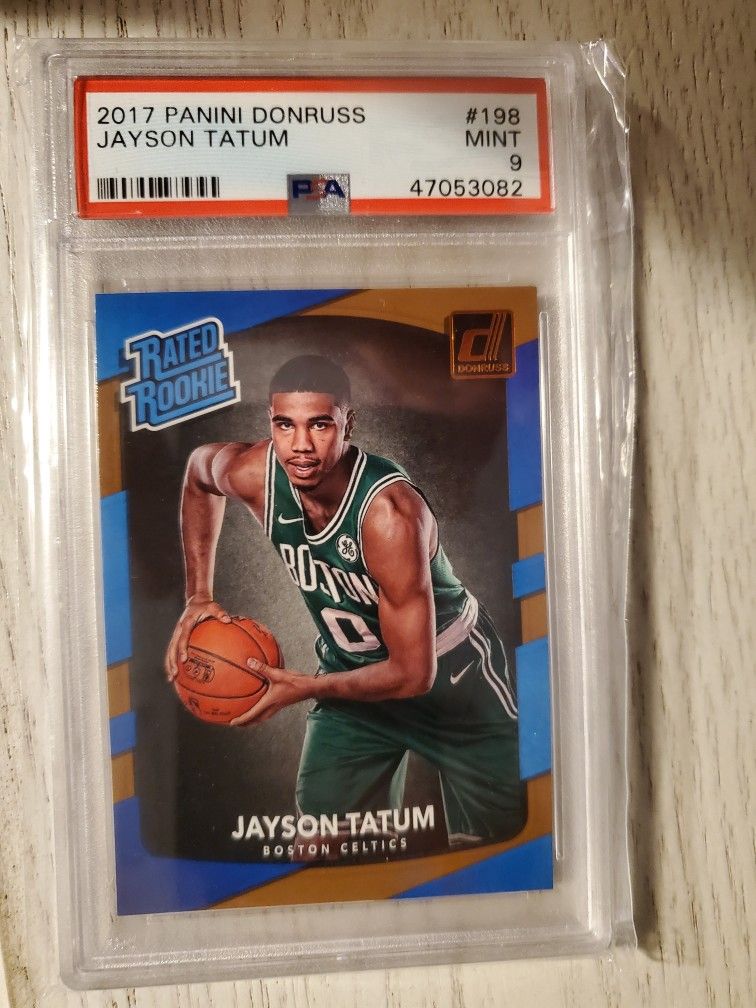 2017 PANINI DONRUSS #198
JAYSON TATUM MINT
9
PSA 47053082
RATED
ROOKIE
d
DONRUSS
GE
BOSTON
0
JAYSON TATUM
BOSTON CELTICS